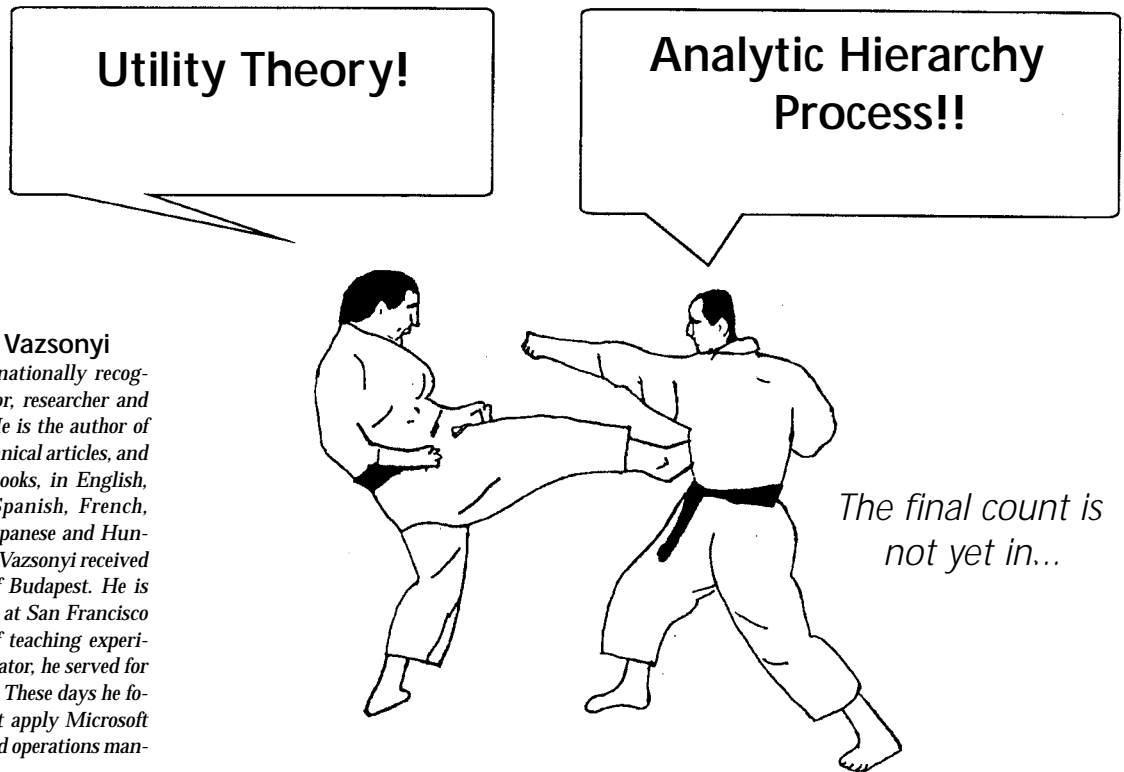 Utility Theory!
Analytic Hierarchy
Process!!
Vazsonyi
nationally recog-
or, researcher and
He is the author of
nical articles, and
ooks, in English,
Spanish, French,
panese and Hun-
Vazsonyi received
f Budapest. He is
at San Francisco
f teaching experi-
ator, he served for
These days he fo-
t apply Microsoft
d operations man-
The final count is
not yet in...